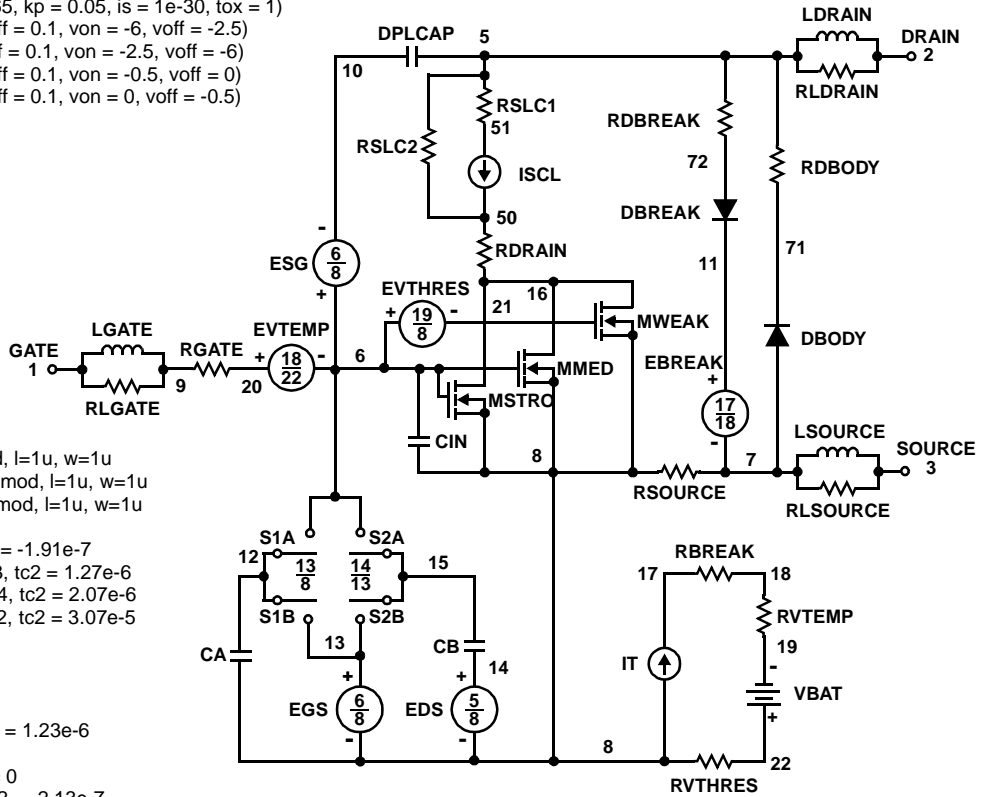 65, kp = 0.05, is = 1e-30, tox = 1)
off = 0.1, von = -6, voff = -2.5)
= 0.1, von = -2.5, voff = -6)
ff = 0.1, von = -0.5, voff = 0)
ff = 0.1, von = 0, voff = -0.5)
DPLCAP
5
10
RSLC1
51
RSLC2
ISCL
50
RDRAIN
LDRAIN
DRAIN
2
RLDRAIN
RDBREAK
72
RDBODY
DBREAK
71
11
ESG
-
6
8
+
EVTHRES
+
19
8
-
16
21
MWEAK
LGATE
GATE
1
RLGATE
9
RGATE
20
EVTEMP
+
18
22
-
6
MMED
MSTRO
EBREAK
+
17
18
-
DBODY
CIN
8
RSOURCE
7
LSOURCE
SOURCE
3
RLSOURCE
l=1u, w=1u
mod, l=1u, w=1u
mod, l=1u, w=1u
= -1.91e-7
tc2 = 1.27e-6
4, tc2 = 2.07e-6
2, tc2 = 3.07e-5
= 1.23e-6
0
S1A
S2A
12
13
8
14
13
15
S1B
S2B
13
CA
CB
14
+
EGS
6
8
-
+
EDS
5
8
-
8
RBREAK
17
18
RVTEMP
19
IT
-
VBAT
+
22
RVTHRES